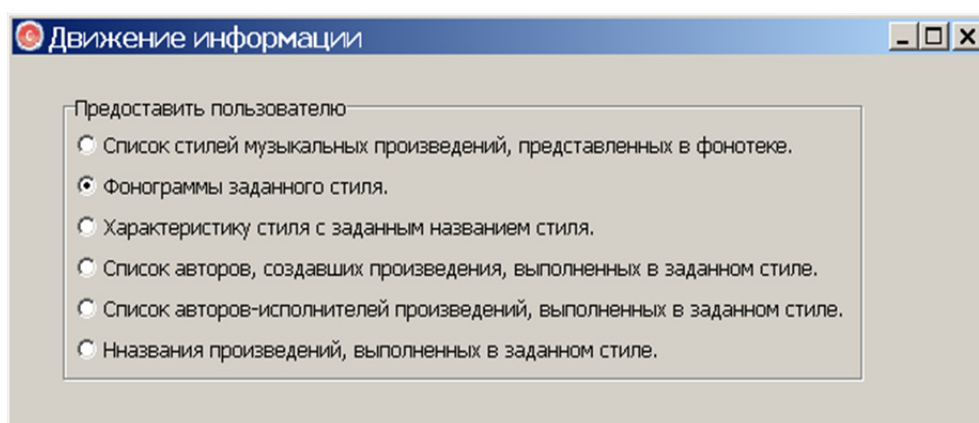 Движение информации
Предоставить пользователю
Список стилей музыкальных произведений, представленных в фонотеке.
Фонограммы заданного стиля.
Характеристику стиля с заданным названием стиля.
Список авторов, создавших произведения, выполненных в заданном стиле.
Список авторов-исполнителей произведений, выполненных в заданном стиле.
Нназвания произведений, выполненных в заданном стиле.